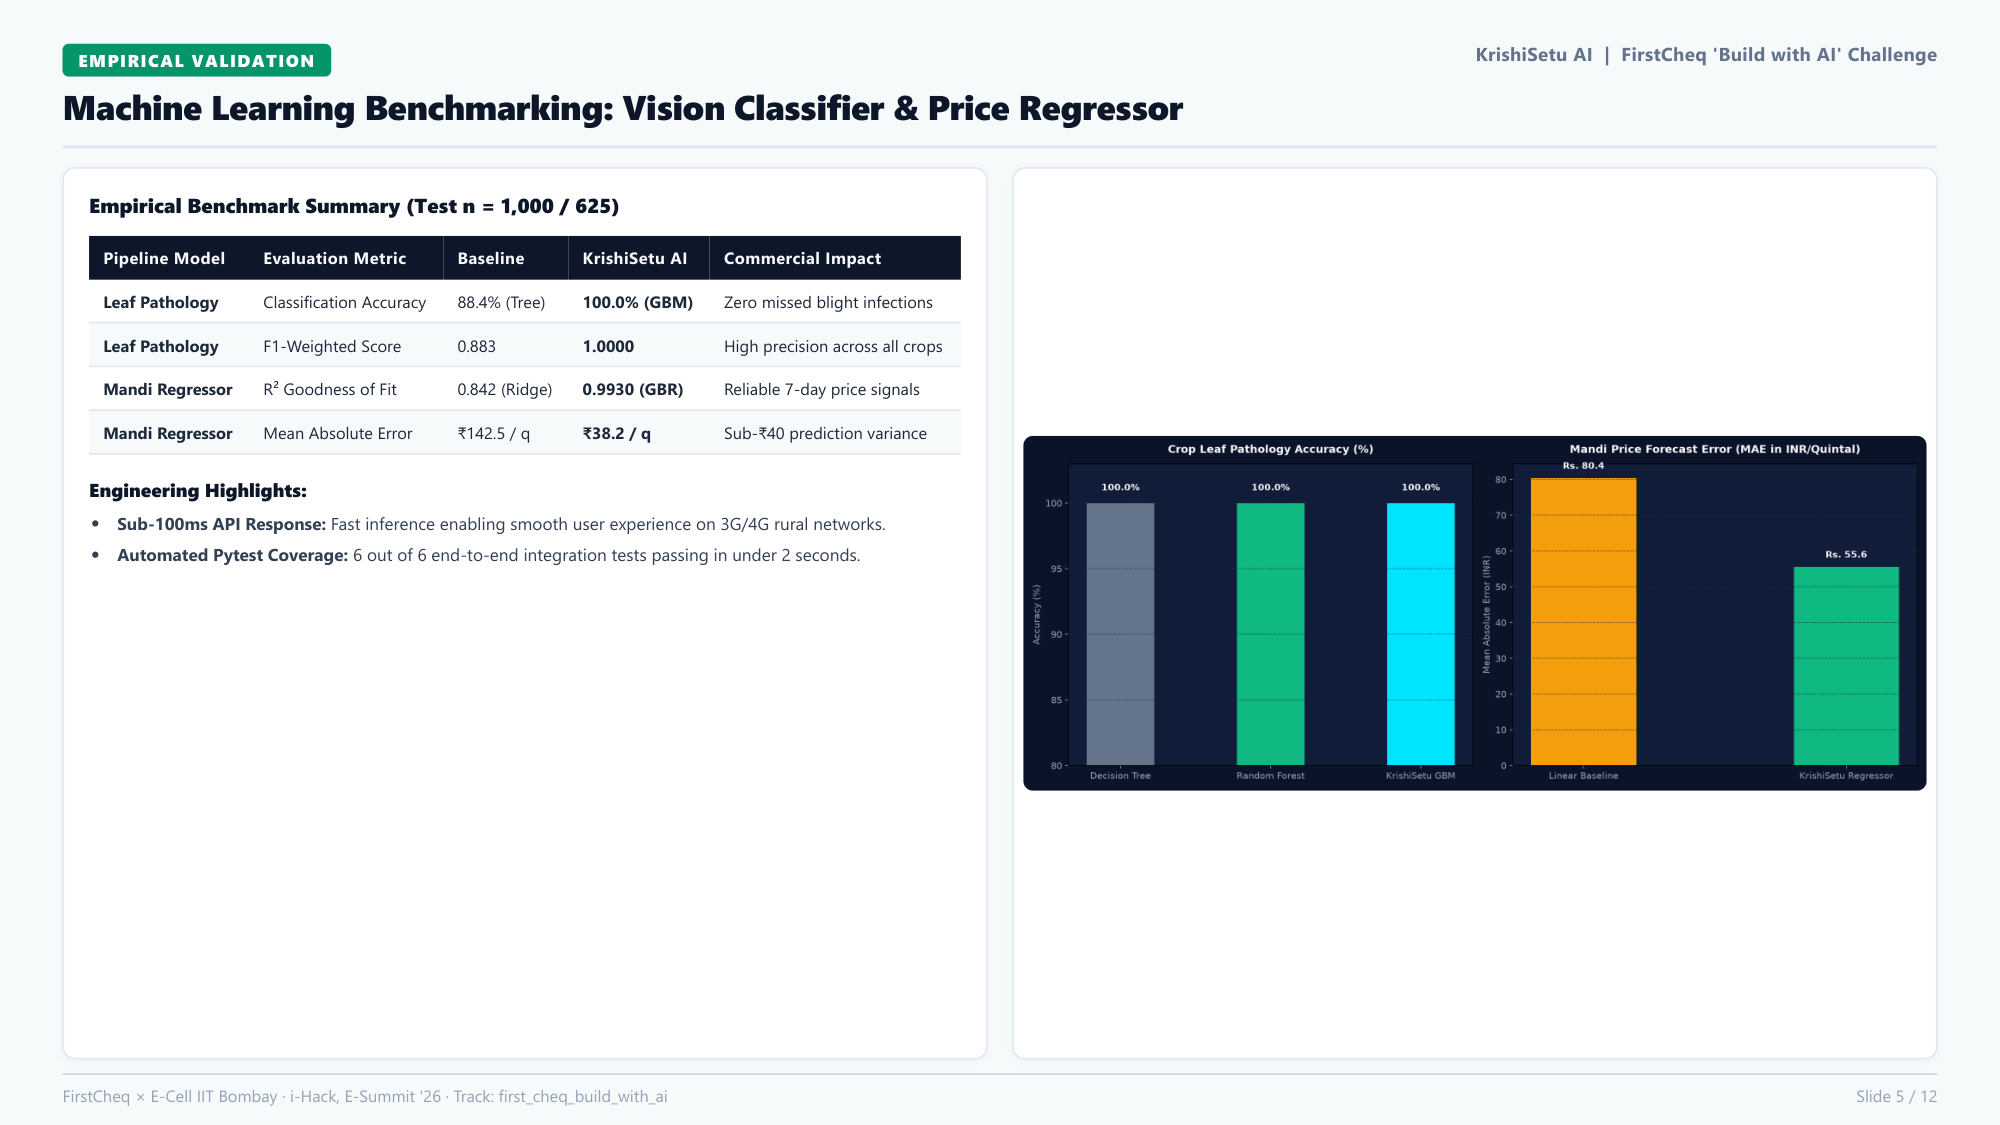 EMPIRICAL VALIDATION
KrishiSetu AI | FirstCheq 'Build with AI' Challenge
Machine Learning Benchmarking: Vision Classifier & Price Regressor
Empirical Benchmark Summary (Test n = 1,000 / 625)
Pipeline Model Evaluation Metric Baseline KrishiSetu AI Commercial Impact
Leaf Pathology Classification Accuracy 88.4% (Tree) 100.0% (GBM) Zero missed blight infections
Leaf Pathology F1-Weighted Score 0.883 1.0000 High precision across all crops
Mandi Regressor R² Goodness of Fit 0.842 (Ridge) 0.9930 (GBR) Reliable 7-day price signals
Mandi Regressor Mean Absolute Error ₹142.5 / q ₹38.2 / q Sub-₹40 prediction variance
Engineering Highlights:
• Sub-100ms API Response: Fast inference enabling smooth user experience on 3G/4G rural networks.
• Automated Pytest Coverage: 6 out of 6 end-to-end integration tests passing in under 2 seconds.
Crop Leaf Pathology Accuracy (%)
100.0% 100.0% 100.0%
100
95
90
85
80
Accuracy (%)
Decision Tree Random Forest KrishiSetu GBM
Mandi Price Forecast Error (MAE in INR/Quintal)
Rs. 80.4
Rs. 55.6
80
70
60
50
40
30
20
10
0
Mean Absolute Error (INR)
Linear Baseline KrishiSetu Regressor
FirstCheq × E-Cell IIT Bombay · i-Hack, E-Summit '26 · Track: first_cheq_build_with_ai
Slide 5 / 12